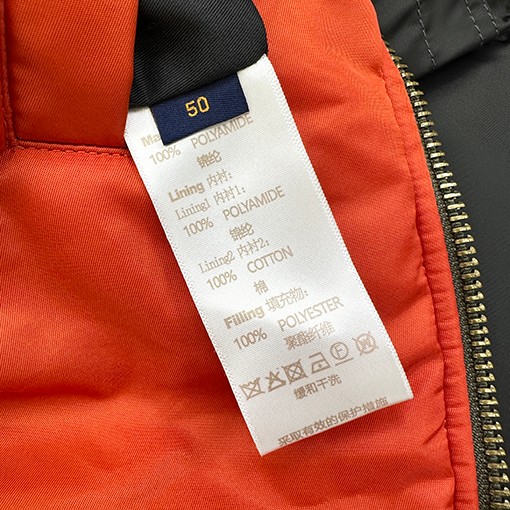 50
Ma
100% POLYAMIDE
锦纶
Lining 内衬:
Lining1 内衬1:
100% POLYAMIDE
锦纶
Lining2 内衬2:
100% COTTON
棉
Filling 填充物:
100% POLYESTER
聚酯纤维
缓和干洗
采取有效的保护措施